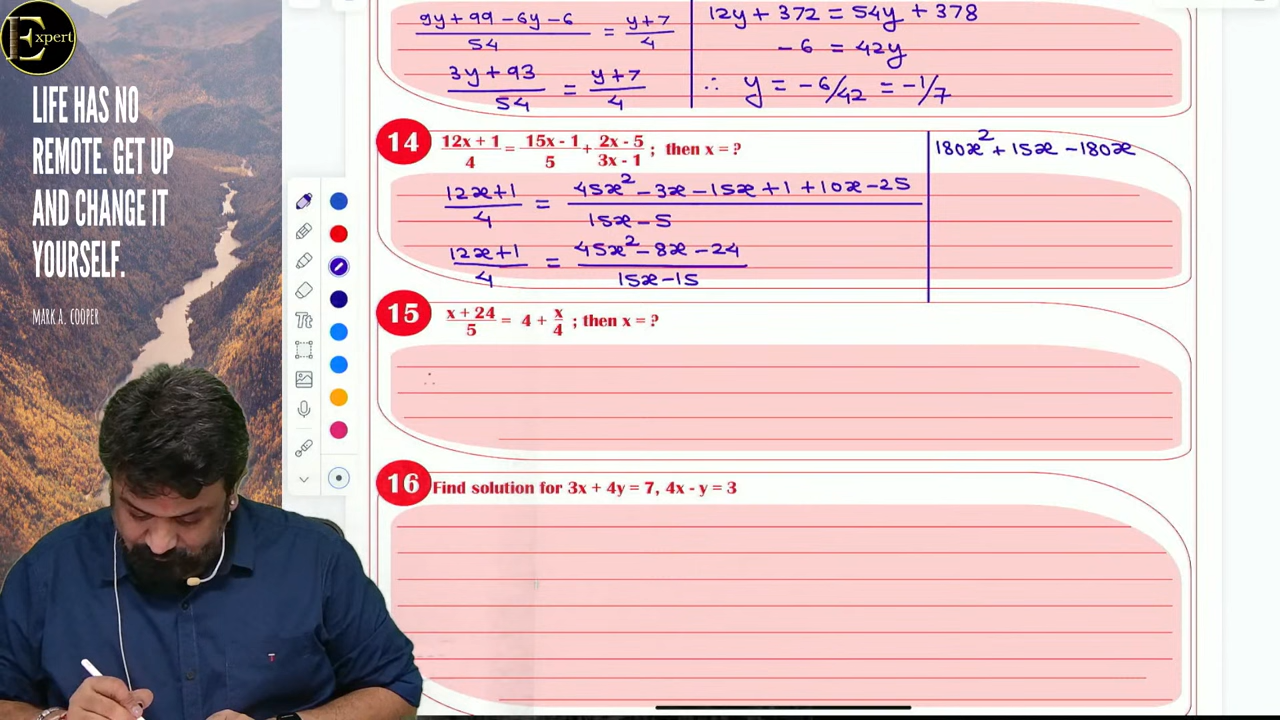 Expert
LIFE HAS NO
REMOTE. GET UP
AND CHANGE IT
YOURSELF.
MARK A. COOPER
9y + 99 - 6y - 6 / 54 = y + 7 / 4
3y + 93 / 54 = y + 7 / 4
12y + 372 = 54y + 378
- 6 = 42y
∴ y = -6/42 = -1/7
14 12x + 1 / 4 = 15x - 1 / 5 + 2x - 5 / 3x - 1 ; then x = ?
12x+1 / 4 = 45x² - 3x - 15x + 1 + 10x - 25 / 15x - 5
12x+1 / 4 = 45x² - 8x - 24 / 15x - 15
180x² + 15x - 180x
15 x + 24 / 5 = 4 + x / 4 ; then x = ?
∴
16 Find solution for 3x + 4y = 7, 4x - y = 3
Tt